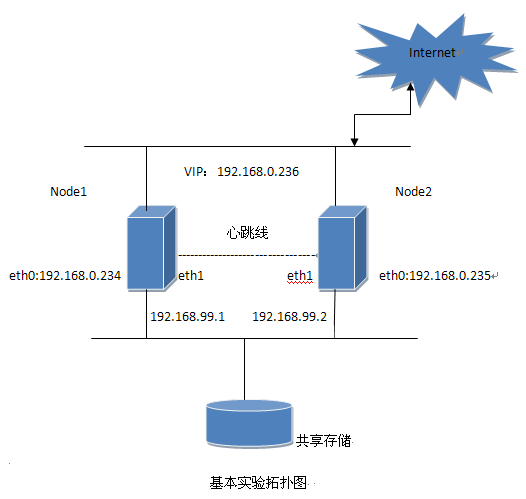 Internet
VIP：192.168.0.236
Node1
Node2
心跳线
eth0:192.168.0.234
eth1
eth1
eth0:192.168.0.235
192.168.99.1
192.168.99.2
共享存储
基本实验拓扑图